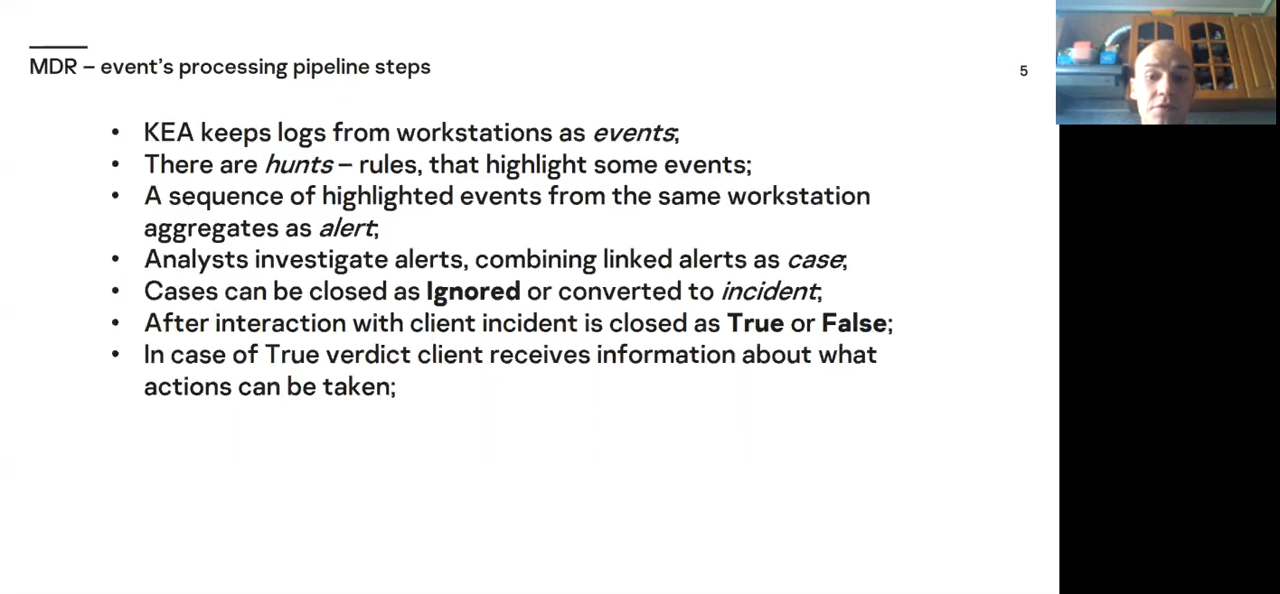 MDR – event's processing pipeline steps
5
• KEA keeps logs from workstations as events;
• There are hunts – rules, that highlight some events;
• A sequence of highlighted events from the same workstation
aggregates as alert;
• Analysts investigate alerts, combining linked alerts as case;
• Cases can be closed as Ignored or converted to incident;
• After interaction with client incident is closed as True or False;
• In case of True verdict client receives information about what
actions can be taken;